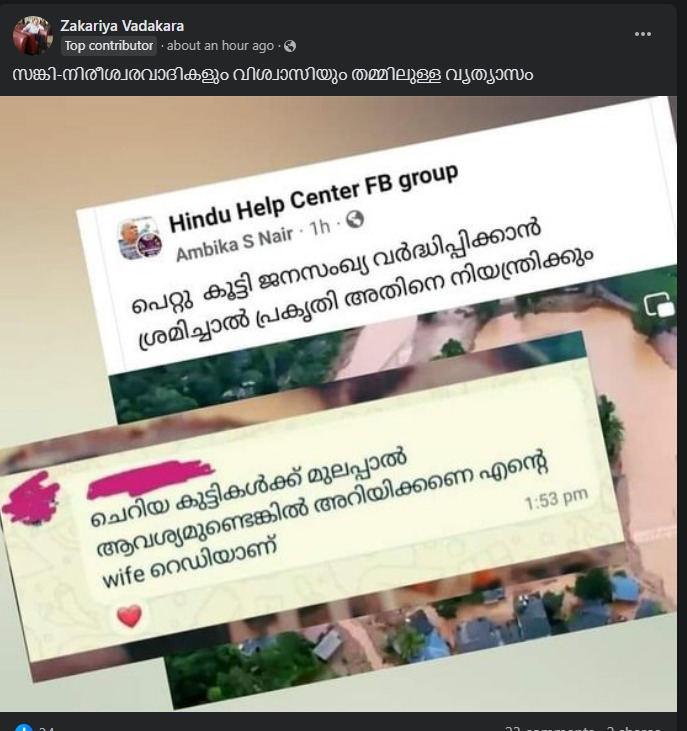 Zakariya Vadakara
Top contributor · about an hour ago ·
സങ്കി-നിരീശ്വരവാദികളും വിശ്വാസിയും തമ്മിലുള്ള വ്യത്യാസം
Hindu Help Center FB group
Ambika S Nair · 1h ·
പെറ്റു കൂട്ടി ജനസംഖ്യ വർദ്ധിപ്പിക്കാൻ
ശ്രമിച്ചാൽ പ്രകൃതി അതിനെ നിയന്ത്രിക്കും
ചെറിയ കുട്ടികൾക്ക് മുലപ്പാൽ
ആവശ്യമുണ്ടെങ്കിൽ അറിയിക്കണെ എന്റെ
wife റെഡിയാണ്
1:53 pm